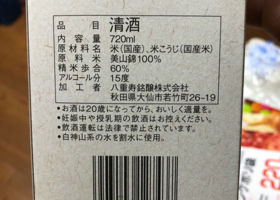 品目 清酒
内容量 720ml
原材料名 米(国産)、米こうじ(国産米)
原料米 美山錦100%
精米歩合 60%
アルコール分 15度
加工者 八重寿銘醸株式会社
秋田県大仙市若竹町26-19
•お酒は20歳になってから、おいしく適量を。
•妊娠中や授乳期の飲酒はお控えください。
•飲酒運転は法律で禁止されています。
•白神山系の水を割水に使用。